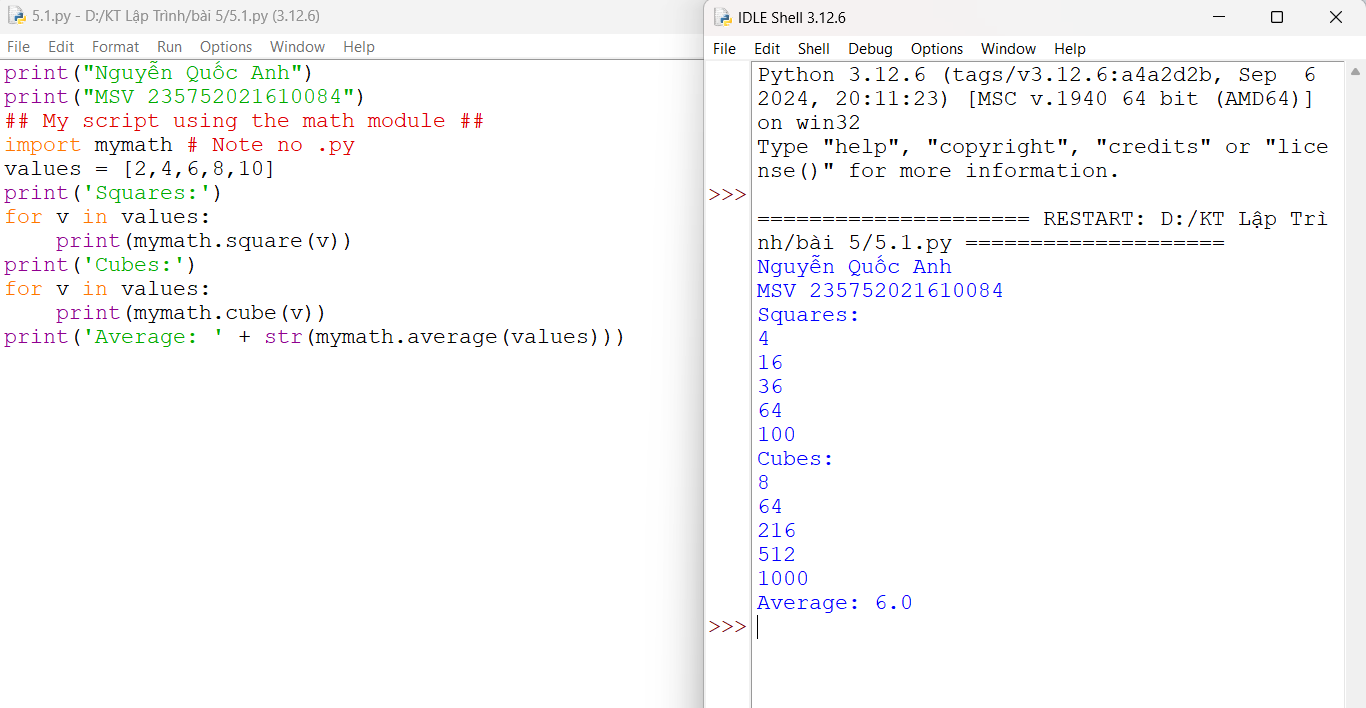 5.1.py - D:/KT Lập Trình/bài 5/5.1.py (3.12.6)
File Edit Format Run Options Window Help
print("Nguyễn Quốc Anh")
print("MSV 235752021610084")
## My script using the math module ##
import mymath # Note no .py
values = [2,4,6,8,10]
print('Squares:')
for v in values:
    print(mymath.square(v))
print('Cubes:')
for v in values:
    print(mymath.cube(v))
print('Average: ' + str(mymath.average(values)))
IDLE Shell 3.12.6
File Edit Shell Debug Options Window Help
Python 3.12.6 (tags/v3.12.6:a4a2d2b, Sep  6
2024, 20:11:23) [MSC v.1940 64 bit (AMD64)]
on win32
Type "help", "copyright", "credits" or "lice
nse()" for more information.
>>>
===================== RESTART: D:/KT Lập Trì
nh/bài 5/5.1.py ====================
Nguyễn Quốc Anh
MSV 235752021610084
Squares:
4
16
36
64
100
Cubes:
8
64
216
512
1000
Average: 6.0
>>>